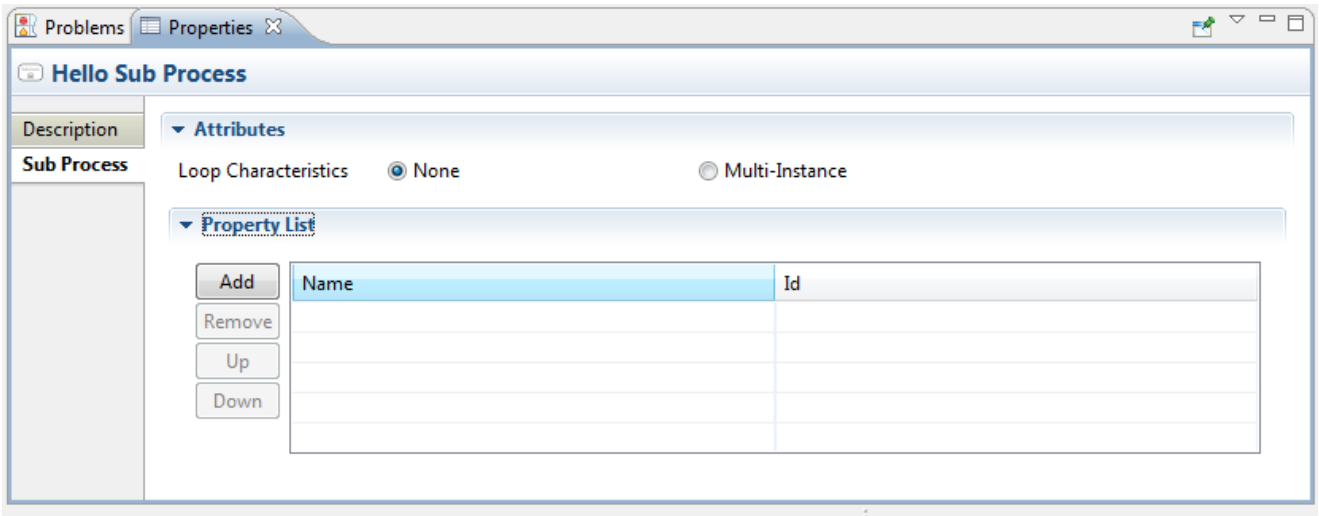 Problems Properties
Hello Sub Process
Description
Sub Process
Attributes
Loop Characteristics None Multi-Instance
Property List
Add
Remove
Up
Down
Name Id